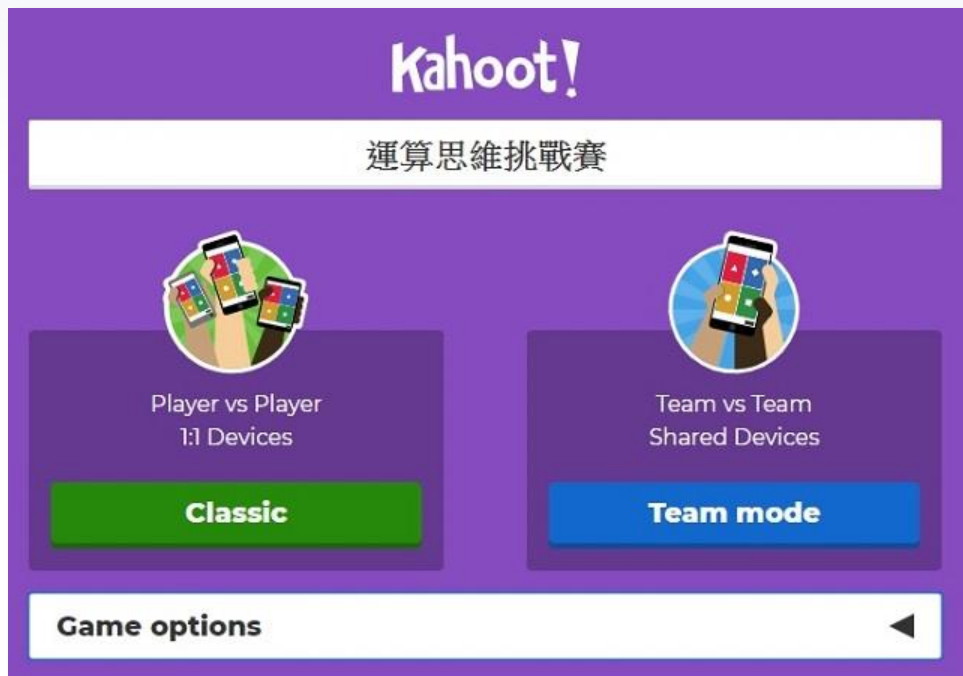 Kahoot!
運算思維挑戰賽
Player vs Player
1:1 Devices
Classic
Team vs Team
Shared Devices
Team mode
Game options